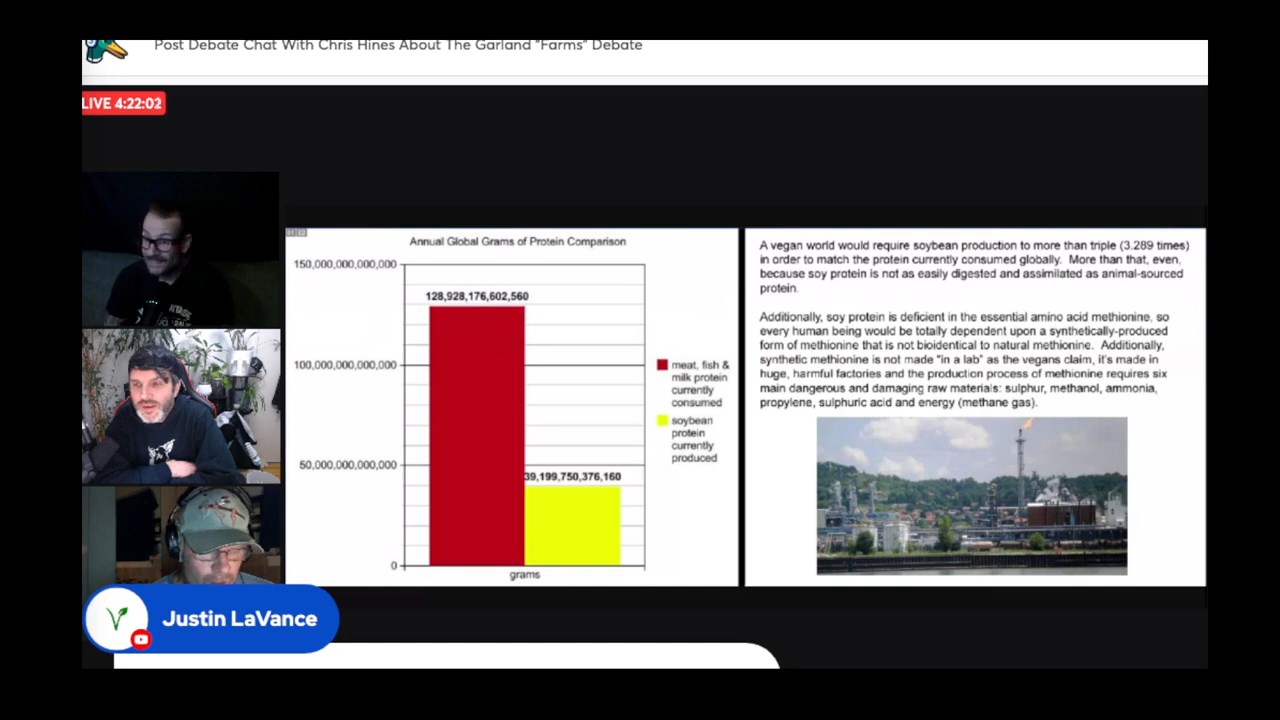 Post Debate Chat With Chris Hines About The Garland "Farms" Debate
LIVE 4:22:02
Annual Global Grams of Protein Comparison
150,000,000,000,000
128,928,176,602,560
100,000,000,000,000
50,000,000,000,000
39,199,750,376,160
0
grams
meat, fish &
milk protein
currently
consumed
soybean
protein
currently
produced
A vegan world would require soybean production to more than triple (3.289 times)
in order to match the protein currently consumed globally. More than that, even,
because soy protein is not as easily digested and assimilated as animal-sourced
protein.
Additionally, soy protein is deficient in the essential amino acid methionine, so
every human being would be totally dependent upon a synthetically-produced
form of methionine that is not bioidentical to natural methionine. Additionally,
synthetic methionine is not made "in a lab" as the vegans claim, it's made in
huge, harmful factories and the production process of methionine requires six
main dangerous and damaging raw materials: sulphur, methanol, ammonia,
propylene, sulphuric acid and energy (methane gas).
Justin LaVance